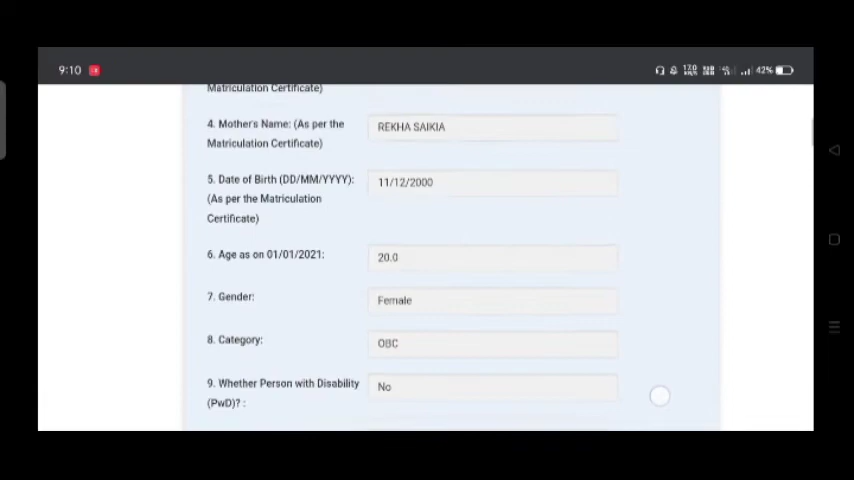 9:10
42%
Matriculation Certificate)
4. Mother's Name: (As per the
Matriculation Certificate)
REKHA SAIKIA
5. Date of Birth (DD/MM/YYYY):
(As per the Matriculation
Certificate)
11/12/2000
6. Age as on 01/01/2021:
20.0
7. Gender:
Female
8. Category:
OBC
9. Whether Person with Disability
(PwD)? :
No